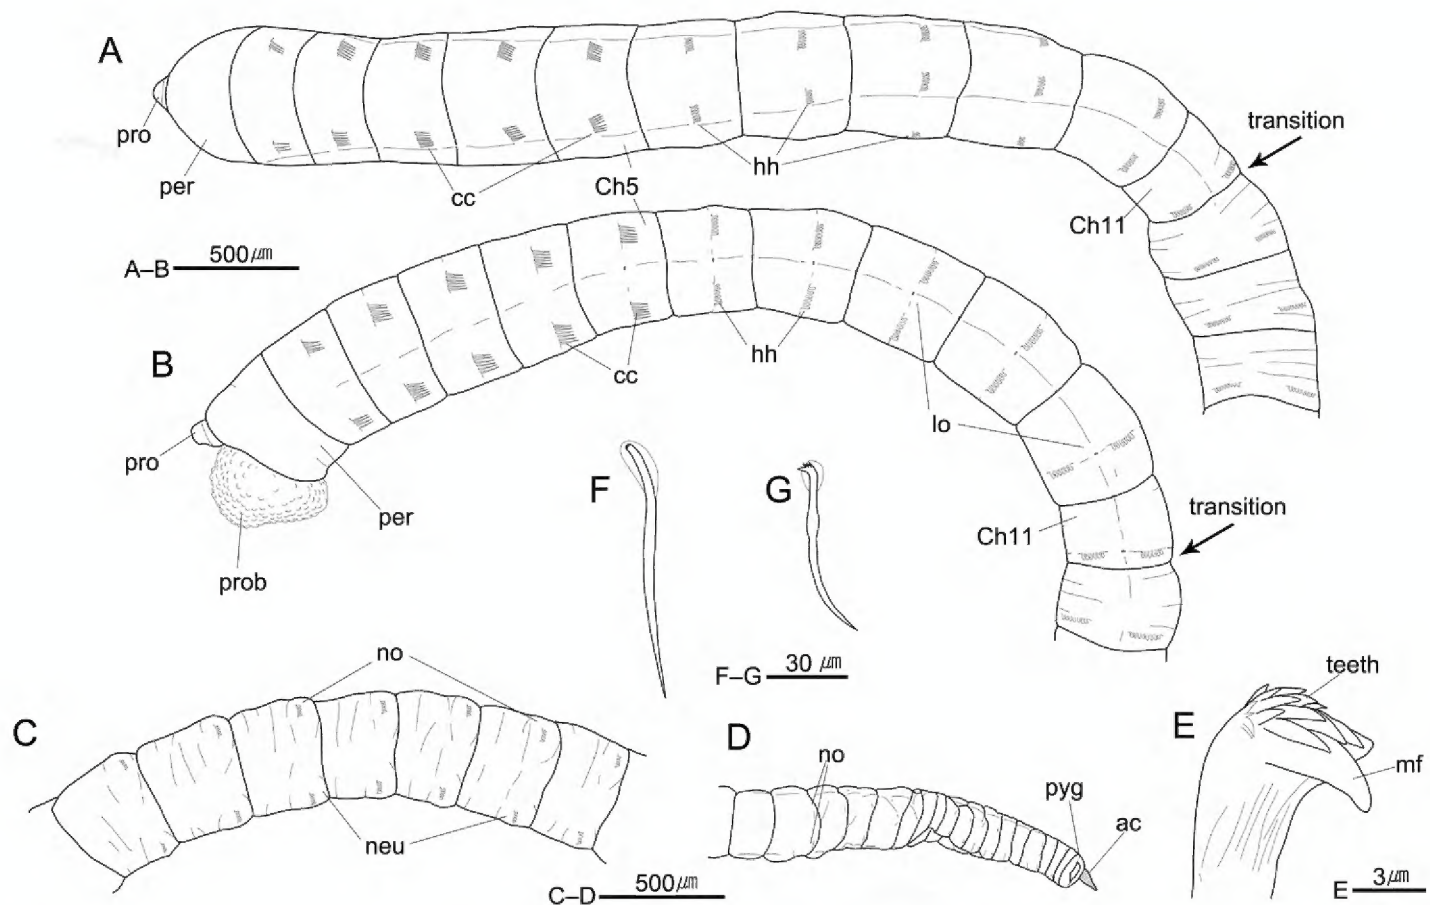 A
pro
per
cc
Ch5
hh
Ch11
transition
A–B 500㎛
B
pro
prob
per
cc
hh
lo
Ch11
transition
F
G
F–G 30 ㎛
C
no
neu
C–D 500㎛
D
no
pyg
ac
E
teeth
mf
E 3㎛